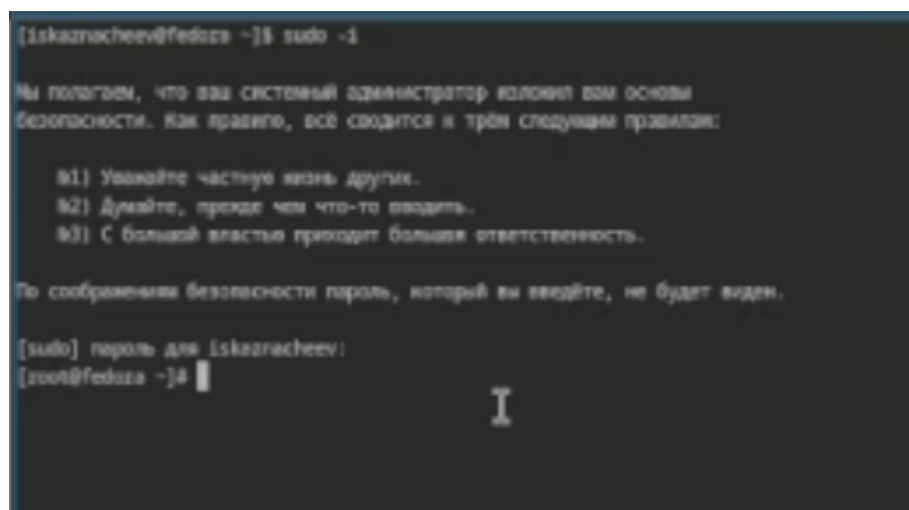 [iskaznacheev@fedora ~]$ sudo -i
Мы полагаем, что ваш системный администратор изложил вам основы
безопасности. Как правило, всё сводится к трём следующим правилам:
№1) Уважайте частную жизнь других.
№2) Думайте, прежде чем что-то вводить.
№3) С большой властью приходит большая ответственность.
По соображениям безопасности пароль, который вы введёте, не будет виден.
[sudo] пароль для iskaznacheev:
[root@fedora ~]#